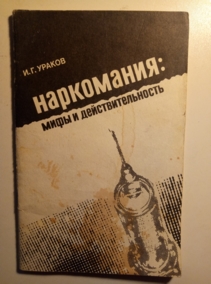 И.Г. УРАКОВ
НАРКОМАНИЯ:
МИФЫ И ДЕЙСТВИТЕЛЬНОСТЬ